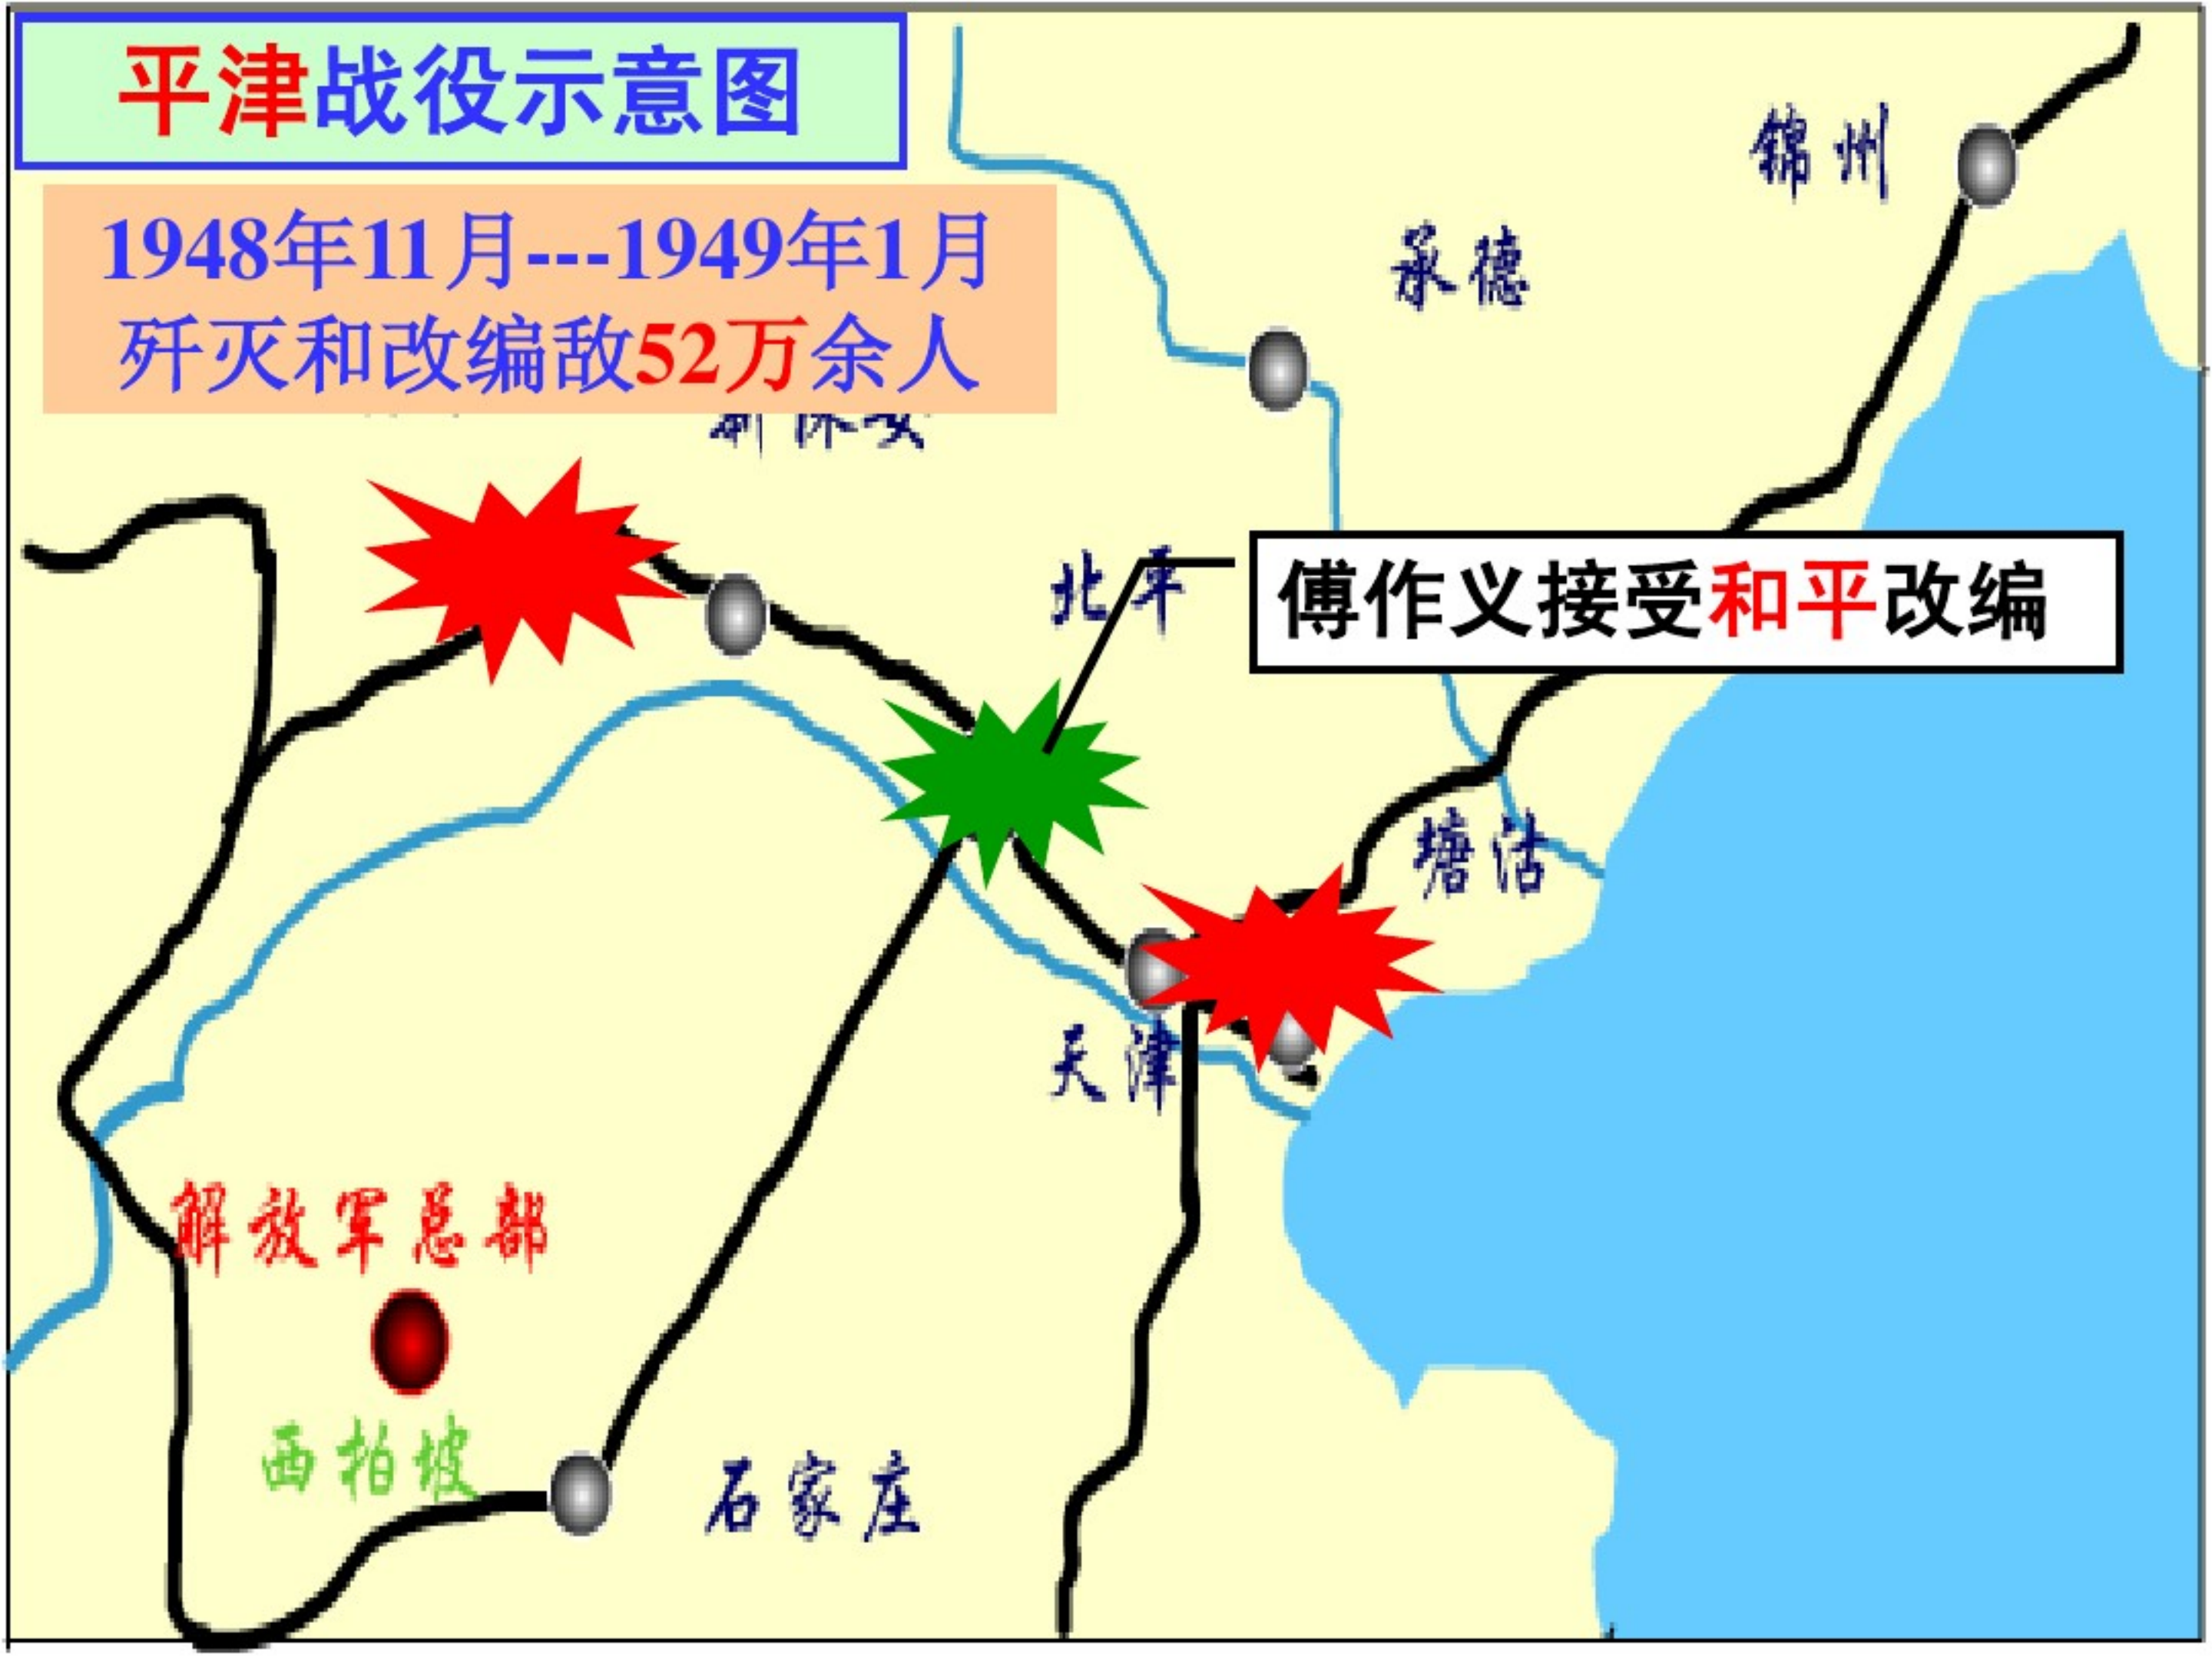 平津战役示意图
1948年11月---1949年1月
歼灭和改编敌52万余人
锦州
承德
新保安
北平
傅作义接受和平改编
塘沽
天津
解放军总部
西柏坡
石家庄